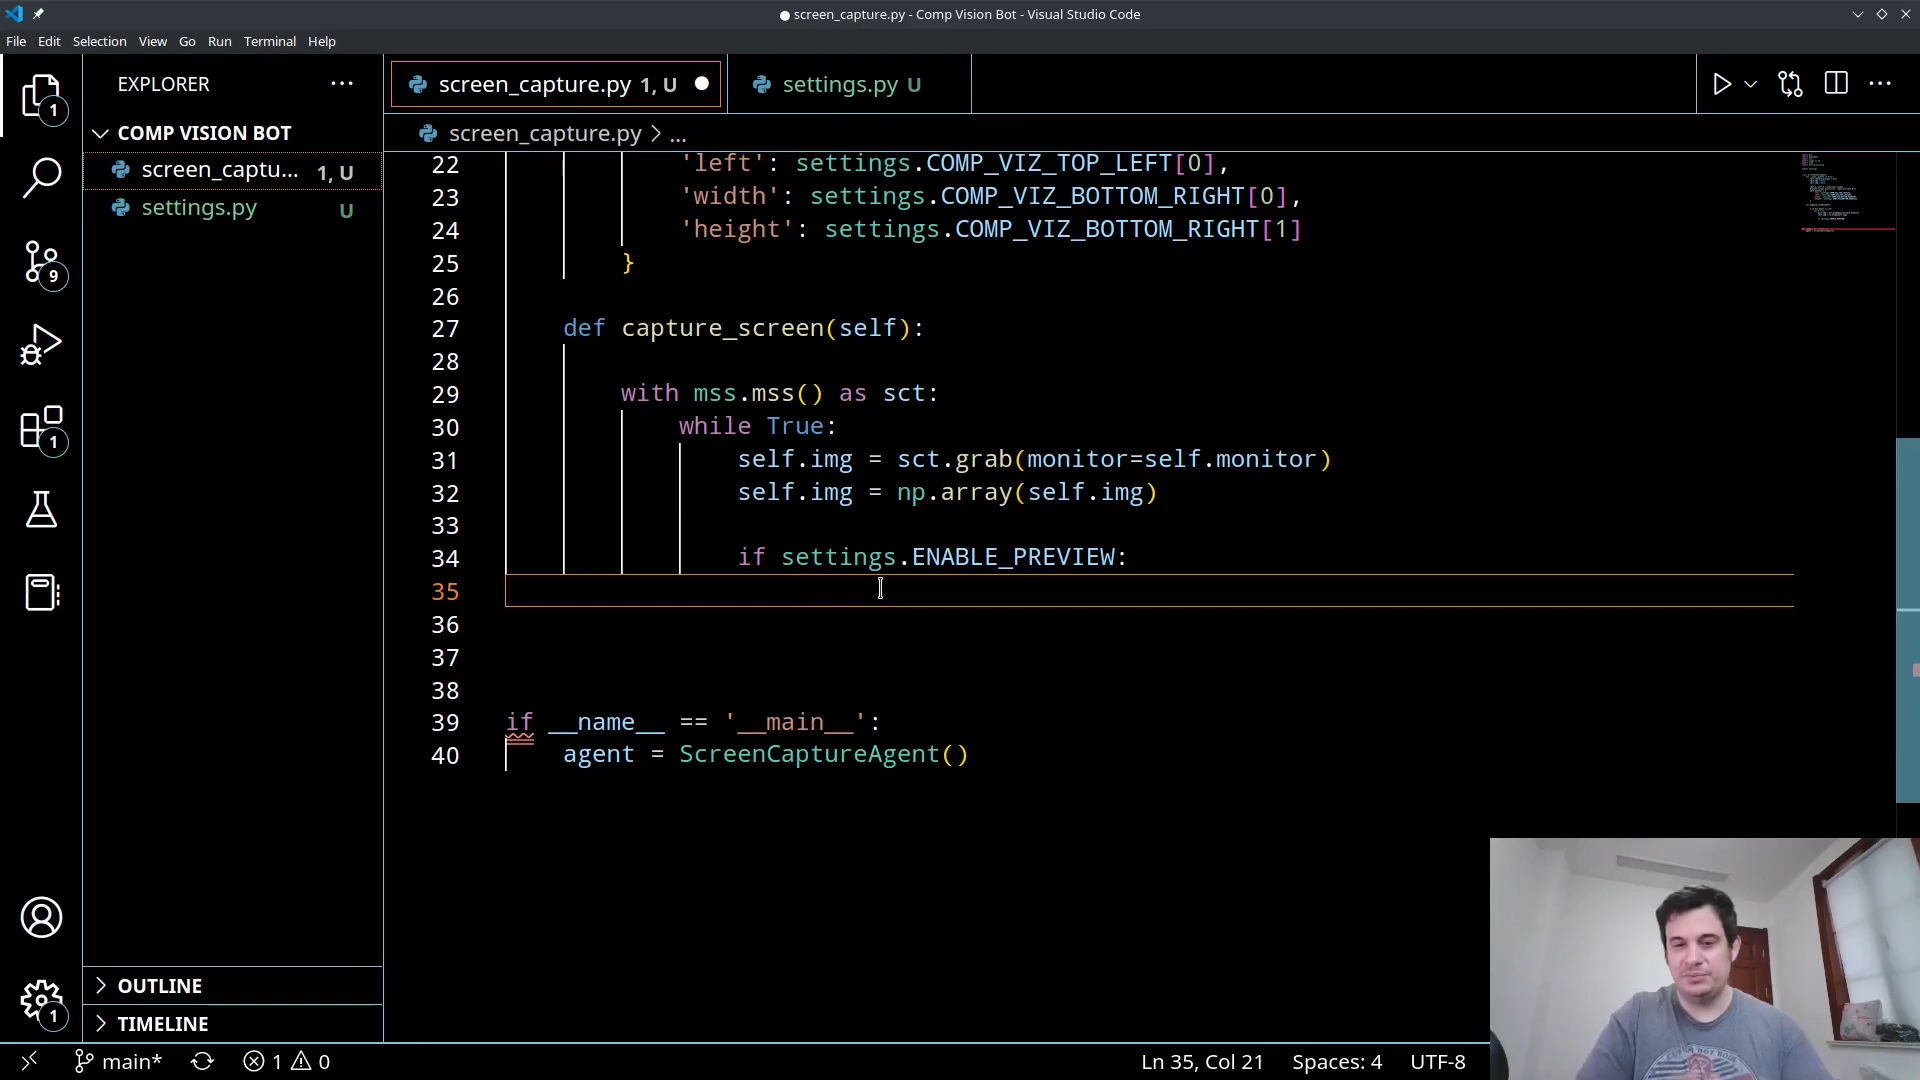 screen_capture.py - Comp Vision Bot - Visual Studio Code
File Edit Selection View Go Run Terminal Help
EXPLORER
screen_capture.py 1, U
settings.py U
COMP VISION BOT
screen_capture.py > ...
screen_captu... 1, U
settings.py U
1
9
1
1
22 'left': settings.COMP_VIZ_TOP_LEFT[0],
23 'width': settings.COMP_VIZ_BOTTOM_RIGHT[0],
24 'height': settings.COMP_VIZ_BOTTOM_RIGHT[1]
25 }
26
27 def capture_screen(self):
28
29 with mss.mss() as sct:
30 while True:
31 self.img = sct.grab(monitor=self.monitor)
32 self.img = np.array(self.img)
33
34 if settings.ENABLE_PREVIEW:
35
36
37
38
39 if __name__ == '__main__':
40 agent = ScreenCaptureAgent()
OUTLINE
TIMELINE
main* 1 0 Ln 35, Col 21 Spaces: 4 UTF-8